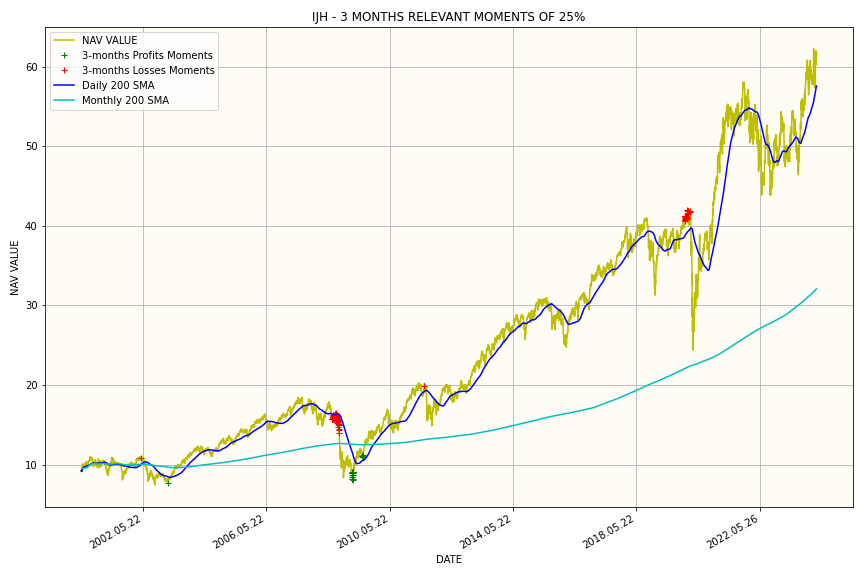 IJH - 3 MONTHS RELEVANT MOMENTS OF 25%
NAV VALUE
3-months Profits Moments
3-months Losses Moments
Daily 200 SMA
Monthly 200 SMA
60
50
40
30
20
10
NAV VALUE
2002.05.22
2006.05.22
2010.05.22
2014.05.22
2018.05.22
2022.05.26
DATE